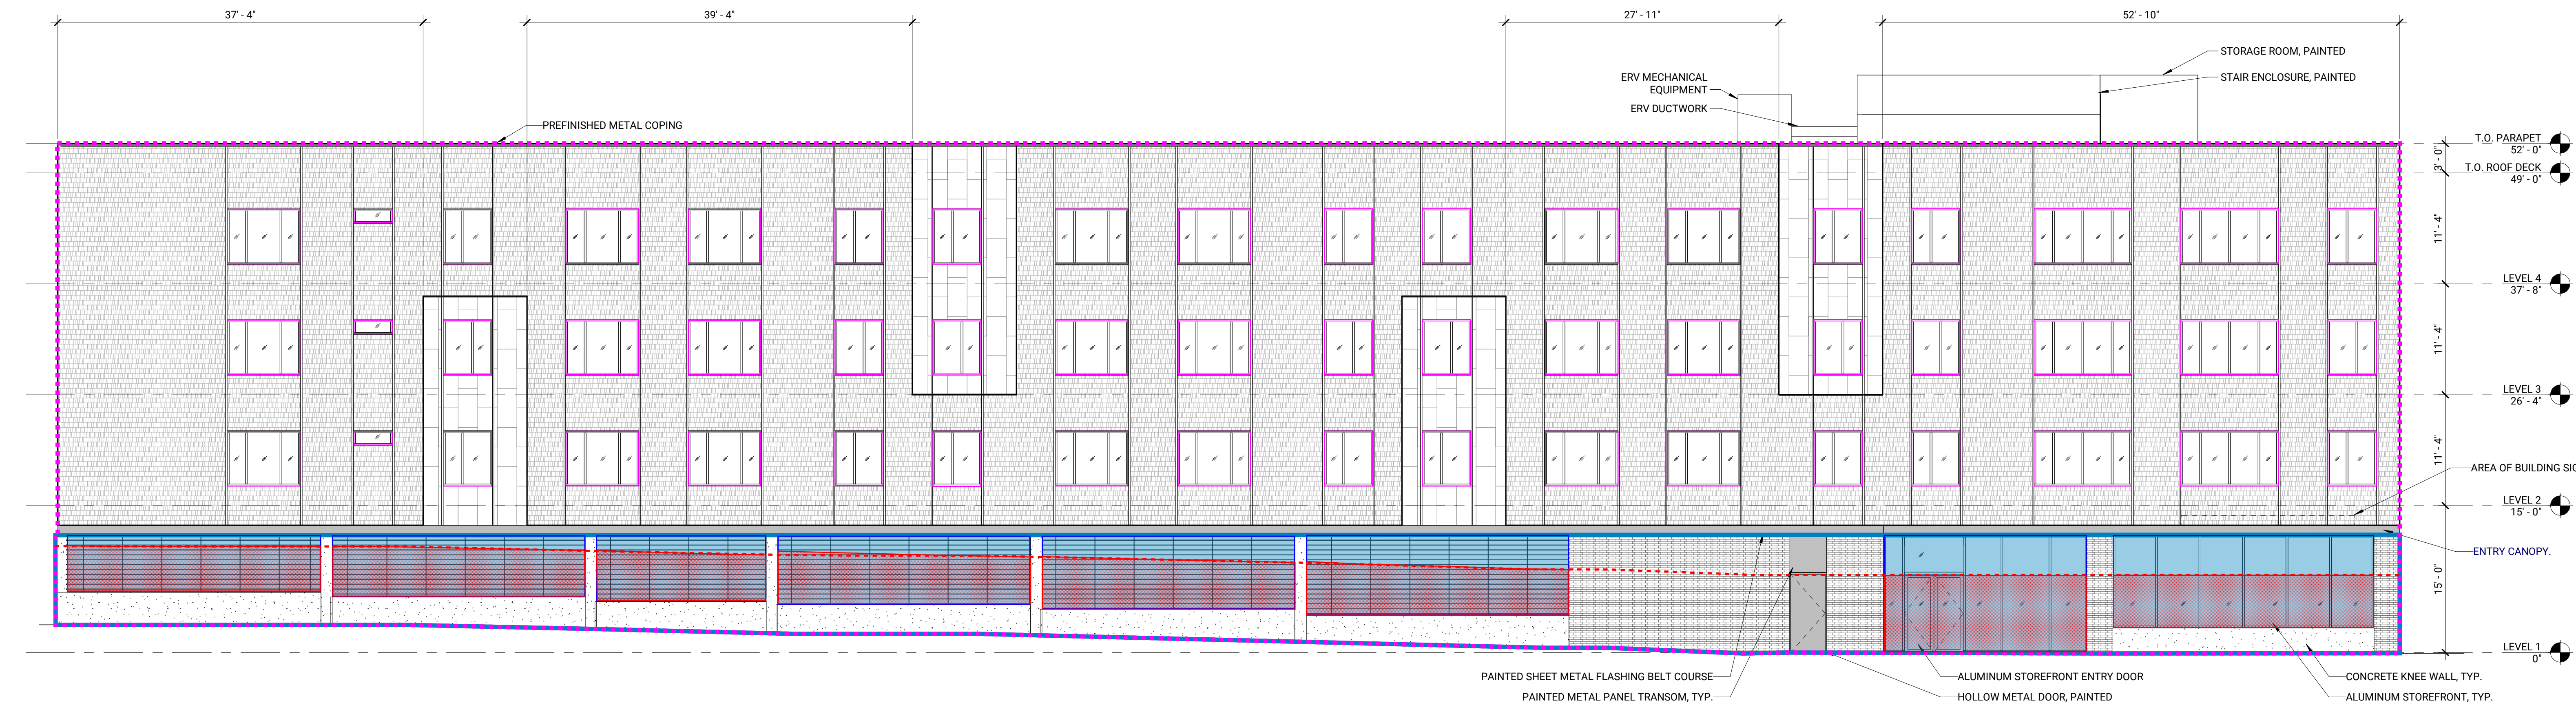 37' - 4"
39' - 4"
27' - 11"
52' - 10"
STORAGE ROOM, PAINTED
STAIR ENCLOSURE, PAINTED
ERV MECHANICAL
EQUIPMENT
ERV DUCTWORK
PREFINISHED METAL COPING
T.O. PARAPET
52' - 0"
3' - 0"
T.O. ROOF DECK
49' - 0"
11' - 4"
LEVEL 4
37' - 8"
11' - 4"
LEVEL 3
26' - 4"
11' - 4"
AREA OF BUILDING SIG
LEVEL 2
15' - 0"
ENTRY CANOPY.
15' - 0"
LEVEL 1
0"
PAINTED SHEET METAL FLASHING BELT COURSE
PAINTED METAL PANEL TRANSOM, TYP.
ALUMINUM STOREFRONT ENTRY DOOR
HOLLOW METAL DOOR, PAINTED
CONCRETE KNEE WALL, TYP.
ALUMINUM STOREFRONT, TYP.